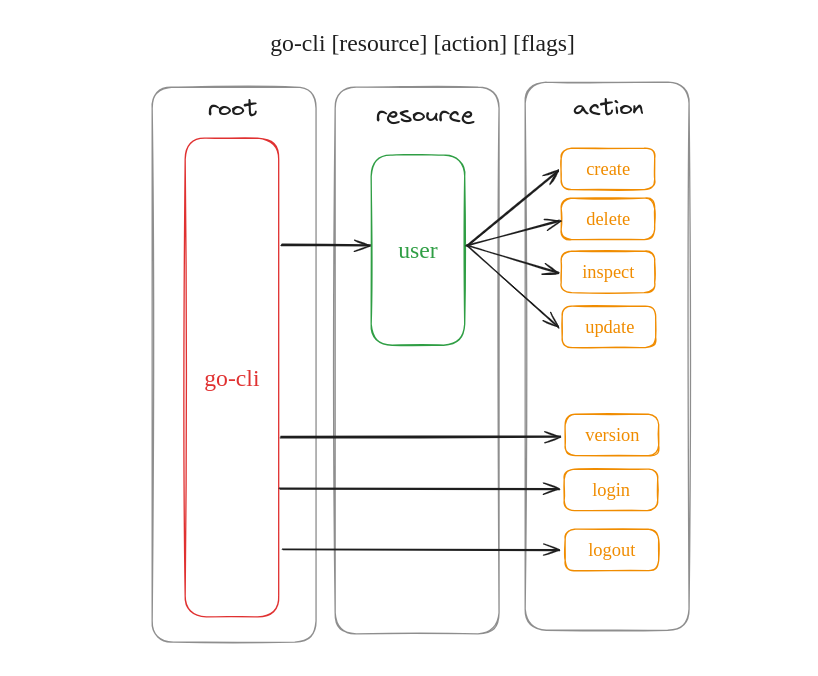 go-cli [resource] [action] [flags]
root
resource
action
create
delete
user
inspect
update
go-cli
version
login
logout